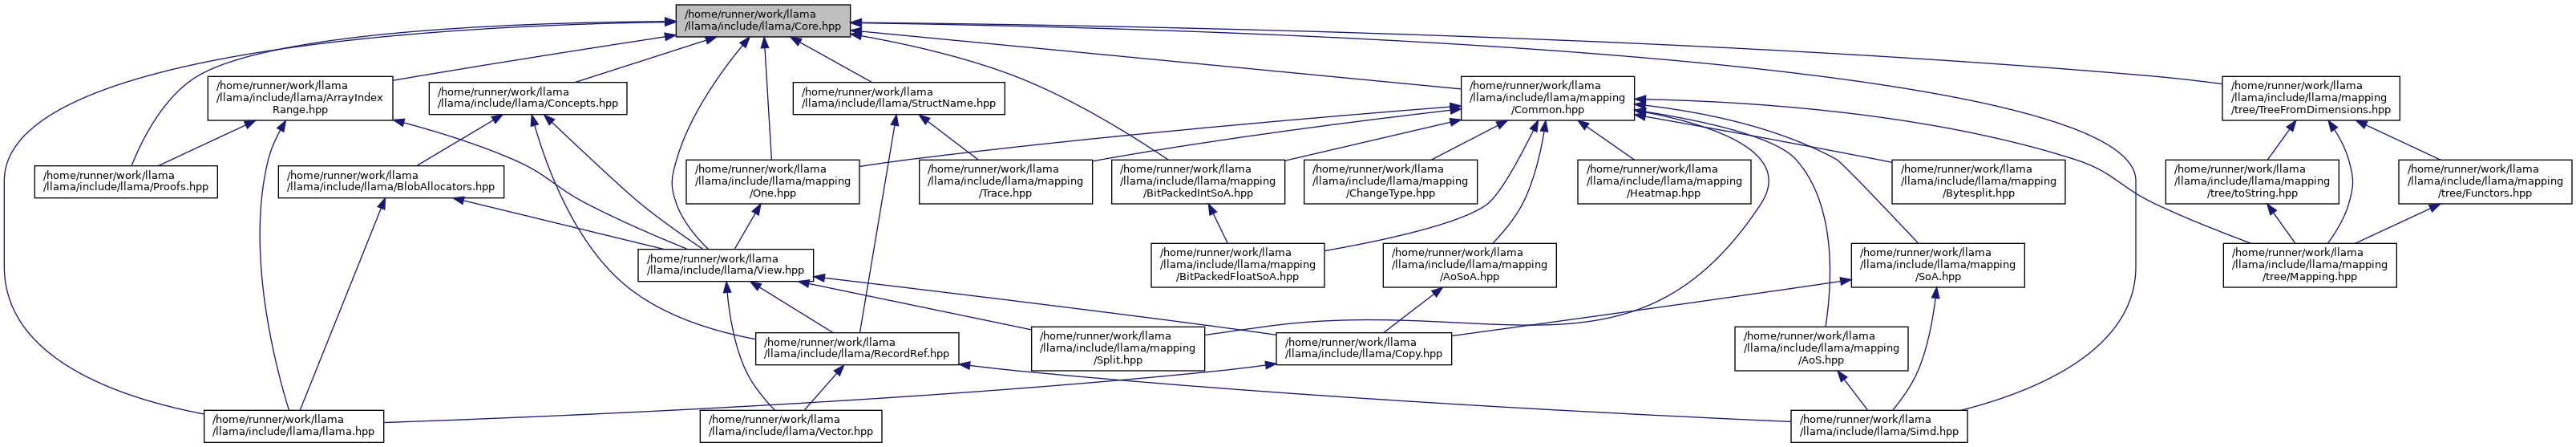 /home/runner/work/llama
/llama/include/llama/Core.hpp
/home/runner/work/llama
/llama/include/llama/ArrayIndex
Range.hpp
/home/runner/work/llama
/llama/include/llama/Concepts.hpp
/home/runner/work/llama
/llama/include/llama/StructName.hpp
/home/runner/work/llama
/llama/include/llama/mapping
/Common.hpp
/home/runner/work/llama
/llama/include/llama/mapping
/tree/TreeFromDimensions.hpp
/home/runner/work/llama
/llama/include/llama/Proofs.hpp
/home/runner/work/llama
/llama/include/llama/BlobAllocators.hpp
/home/runner/work/llama
/llama/include/llama/mapping
/One.hpp
/home/runner/work/llama
/llama/include/llama/mapping
/Trace.hpp
/home/runner/work/llama
/llama/include/llama/mapping
/BitPackedIntSoA.hpp
/home/runner/work/llama
/llama/include/llama/mapping
/ChangeType.hpp
/home/runner/work/llama
/llama/include/llama/mapping
/Heatmap.hpp
/home/runner/work/llama
/llama/include/llama/mapping
/Bytesplit.hpp
/home/runner/work/llama
/llama/include/llama/mapping
/tree/toString.hpp
/home/runner/work/llama
/llama/include/llama/mapping
/tree/Functors.hpp
/home/runner/work/llama
/llama/include/llama/View.hpp
/home/runner/work/llama
/llama/include/llama/mapping
/BitPackedFloatSoA.hpp
/home/runner/work/llama
/llama/include/llama/mapping
/AoSoA.hpp
/home/runner/work/llama
/llama/include/llama/mapping
/SoA.hpp
/home/runner/work/llama
/llama/include/llama/mapping
/tree/Mapping.hpp
/home/runner/work/llama
/llama/include/llama/RecordRef.hpp
/home/runner/work/llama
/llama/include/llama/mapping
/Split.hpp
/home/runner/work/llama
/llama/include/llama/Copy.hpp
/home/runner/work/llama
/llama/include/llama/mapping
/AoS.hpp
/home/runner/work/llama
/llama/include/llama/llama.hpp
/home/runner/work/llama
/llama/include/llama/Vector.hpp
/home/runner/work/llama
/llama/include/llama/Simd.hpp